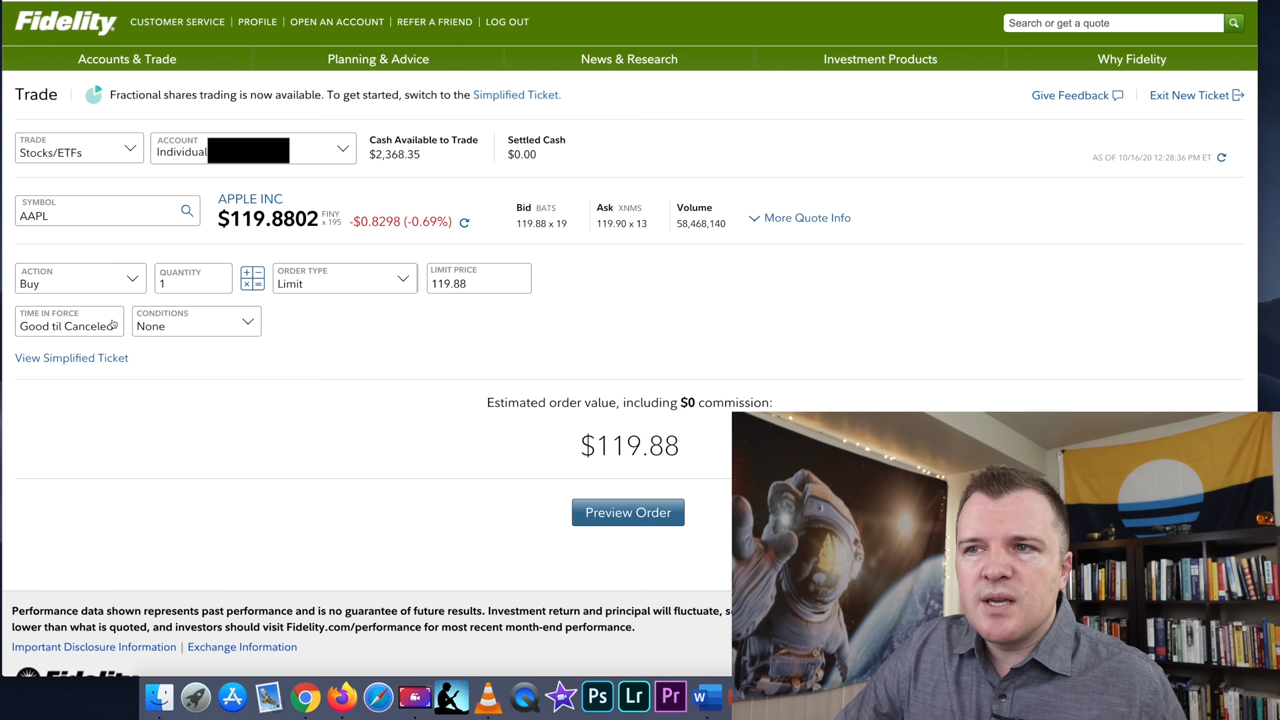 Fidelity CUSTOMER SERVICE | PROFILE | OPEN AN ACCOUNT | REFER A FRIEND | LOG OUT Search or get a quote
Accounts & Trade Planning & Advice News & Research Investment Products Why Fidelity
Trade Fractional shares trading is now available. To get started, switch to the Simplified Ticket. Give Feedback Exit New Ticket
TRADE
Stocks/ETFs
ACCOUNT
Individual
Cash Available to Trade
$2,368.35
Settled Cash
$0.00
AS OF 10/16/20 12:28:36 PM ET
SYMBOL
AAPL
APPLE INC
$119.8802 FINY x 195 -$0.8298 (-0.69%)
Bid BATS
119.88 x 19
Ask XNMS
119.90 x 13
Volume
58,468,140
More Quote Info
ACTION
Buy
QUANTITY
1
ORDER TYPE
Limit
LIMIT PRICE
119.88
TIME IN FORCE
Good til Canceled
CONDITIONS
None
View Simplified Ticket
Estimated order value, including $0 commission:
$119.88
Preview Order
Performance data shown represents past performance and is no guarantee of future results. Investment return and principal will fluctuate, s
lower than what is quoted, and investors should visit Fidelity.com/performance for most recent month-end performance.
Important Disclosure Information | Exchange Information
Fidelity
Ps Lr Pr W